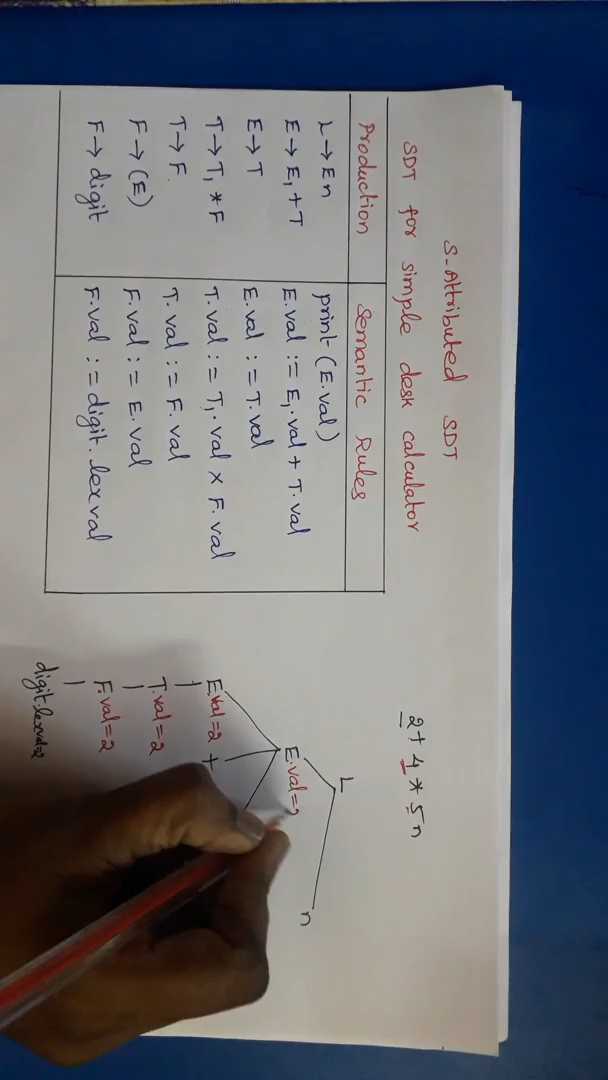 S-Attributed SDT
SDT for simple desk calculator
Production Semantic Rules
L → En print (E.val)
E → E₁ + T E.val := E₁.val + T.val
E → T E.val := T.val
T → T₁ * F T.val := T₁.val × F.val
T → F. T.val := F.val
F → (E) F.val := E.val
F → digit F.val := digit.lexval
2 + 4 * 5 n
L
E.val= n
E.val=2 +
T.val=2
F.val=2
digit.lexval=2